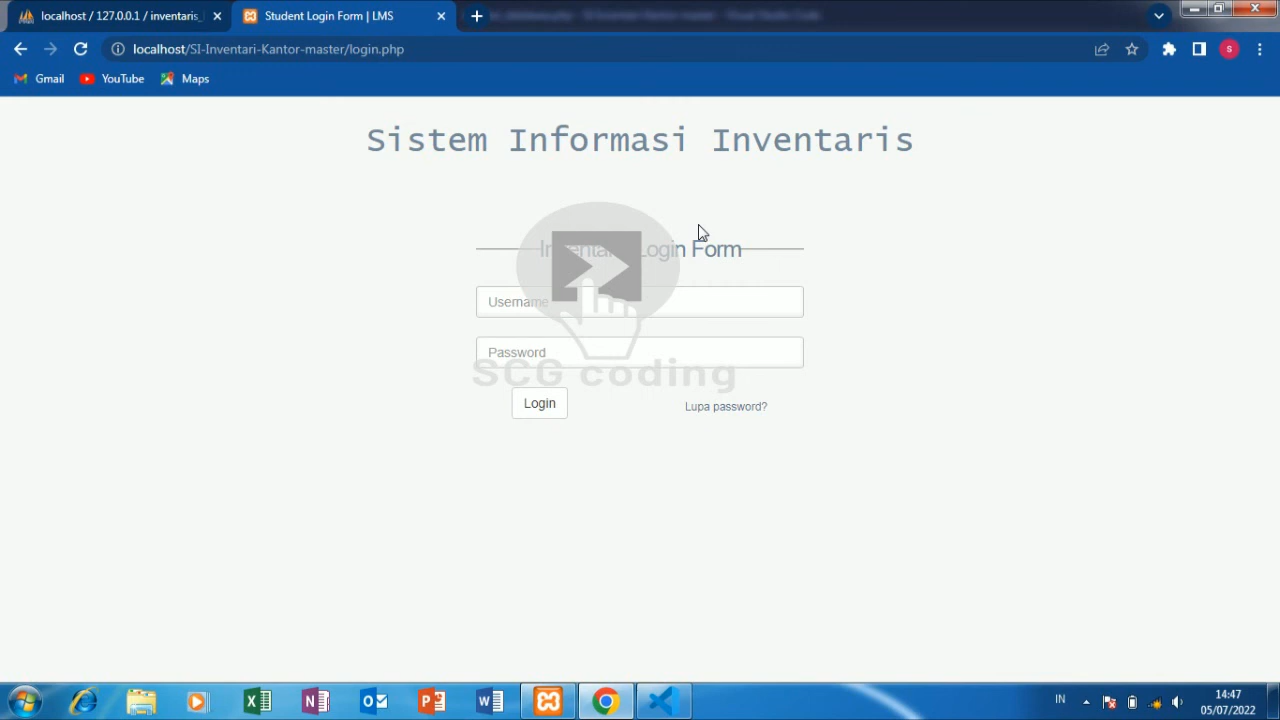 localhost / 127.0.0.1 / inventaris_
Student Login Form | LMS
localhost/SI-Inventari-Kantor-master/login.php
Gmail
YouTube
Maps
Sistem Informasi Inventaris
Inventaris Login Form
Username
Password
SCG coding
Login
Lupa password?
IN
14:47
05/07/2022